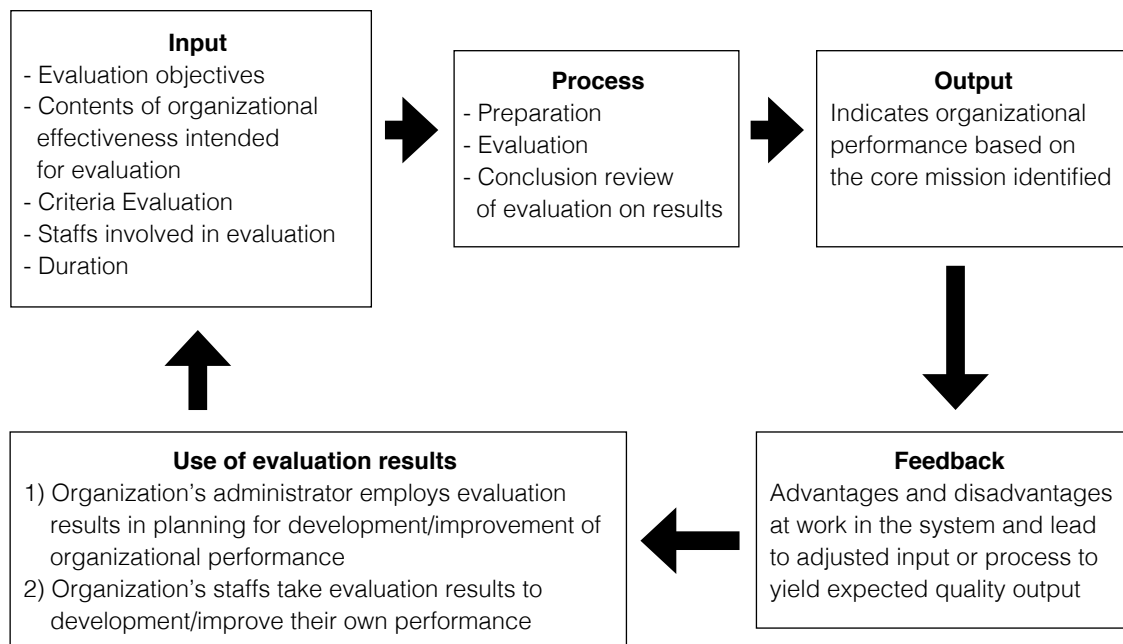 Input
- Evaluation objectives
- Contents of organizational
effectiveness intended
for evaluation
- Criteria Evaluation
- Staffs involved in evaluation
- Duration
Process
- Preparation
- Evaluation
- Conclusion review
of evaluation on results
Output
Indicates organizational
performance based on
the core mission identified
Feedback
Advantages and disadvantages
at work in the system and lead
to adjusted input or process to
yield expected quality output
Use of evaluation results
1) Organization's administrator employs evaluation
results in planning for development/improvement of
organizational performance
2) Organization's staffs take evaluation results to
development/improve their own performance